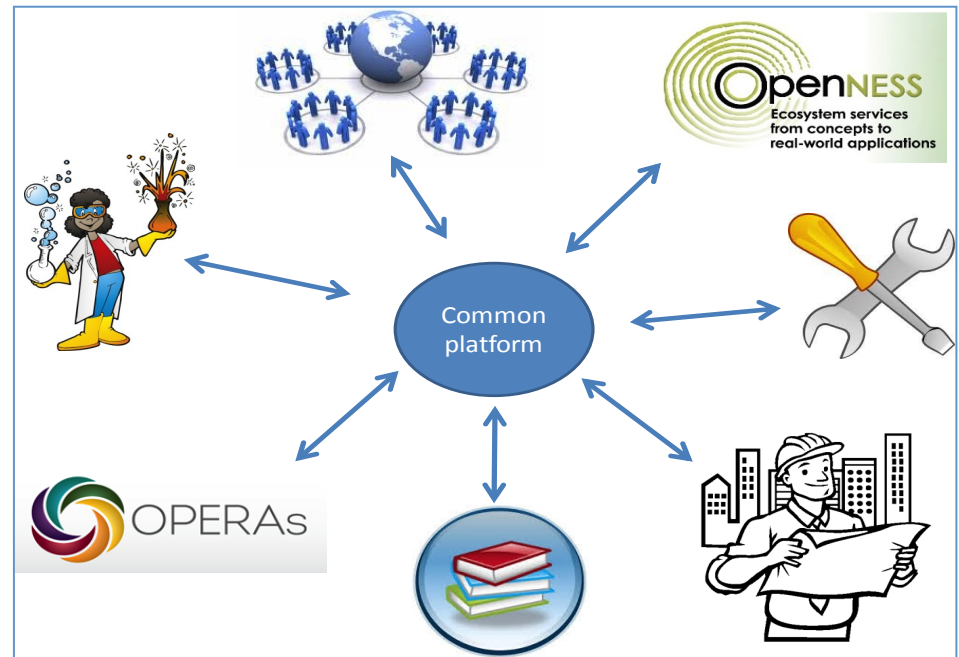 OpenNESS
Ecosystem services
from concepts to
real-world applications
Common
platform
OPERAs